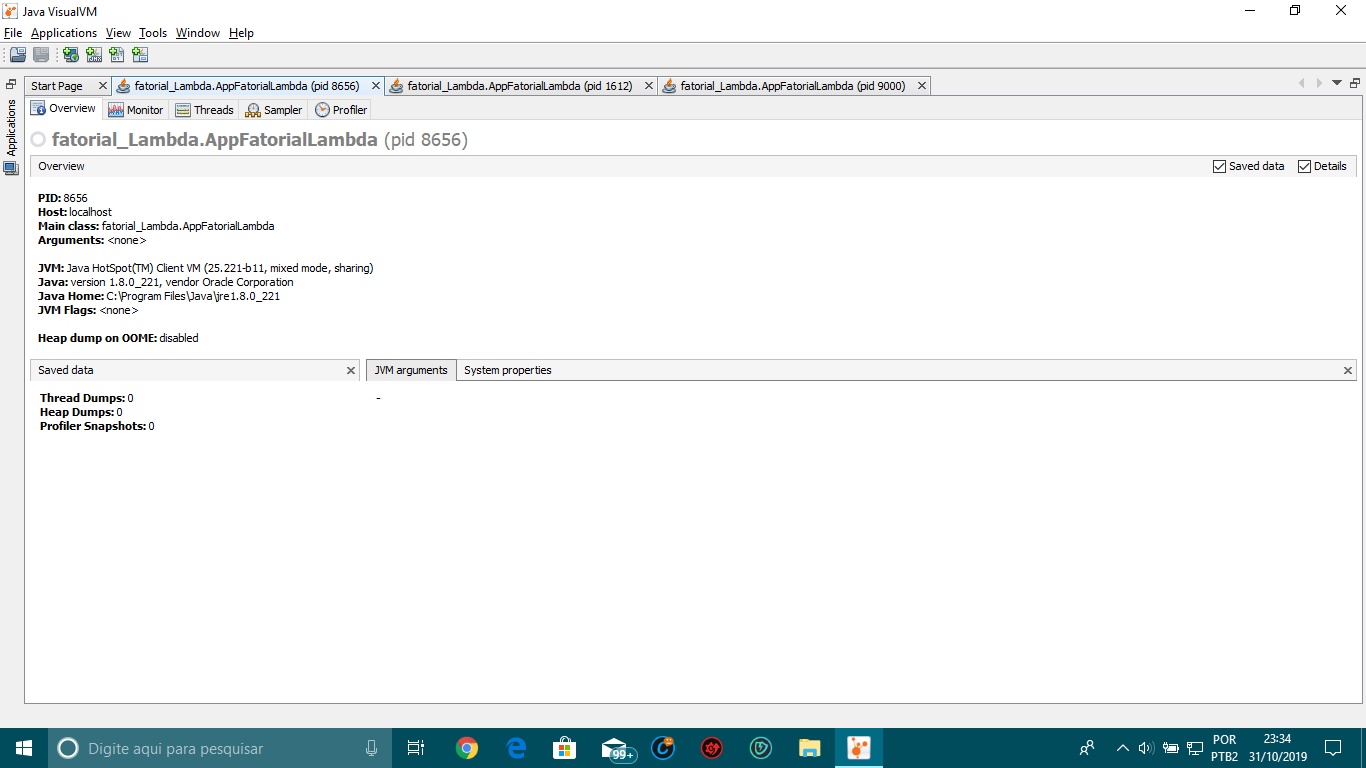 Java VisualVM
File Applications View Tools Window Help
Start Page fatorial_Lambda.AppFatorialLambda (pid 8656) fatorial_Lambda.AppFatorialLambda (pid 1612) fatorial_Lambda.AppFatorialLambda (pid 9000)
Applications
Overview Monitor Threads Sampler Profiler
fatorial_Lambda.AppFatorialLambda (pid 8656)
Overview Saved data Details
PID: 8656
Host: localhost
Main class: fatorial_Lambda.AppFatorialLambda
Arguments: <none>
JVM: Java HotSpot(TM) Client VM (25.221-b11, mixed mode, sharing)
Java: version 1.8.0_221, vendor Oracle Corporation
Java Home: C:\Program Files\Java\jre1.8.0_221
JVM Flags: <none>
Heap dump on OOME: disabled
Saved data JVM arguments System properties
Thread Dumps: 0 -
Heap Dumps: 0
Profiler Snapshots: 0
Digite aqui para pesquisar 99+ POR 23:34
PTB2 31/10/2019